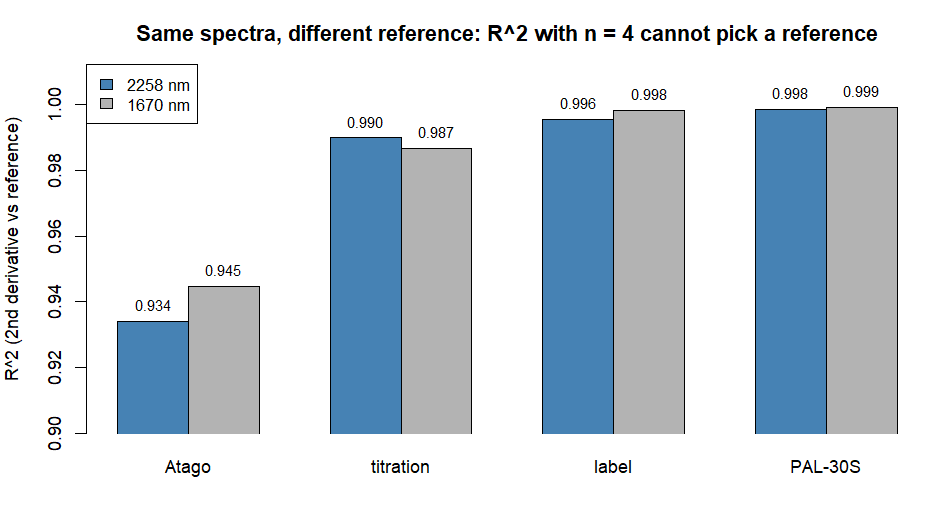 Same spectra, different reference: R^2 with n = 4 cannot pick a reference
2258 nm
1670 nm
R^2 (2nd derivative vs reference)
1.00
0.98
0.96
0.94
0.92
0.90
0.934
0.945
0.990
0.987
0.996
0.998
0.998
0.999
Atago
titration
label
PAL-30S